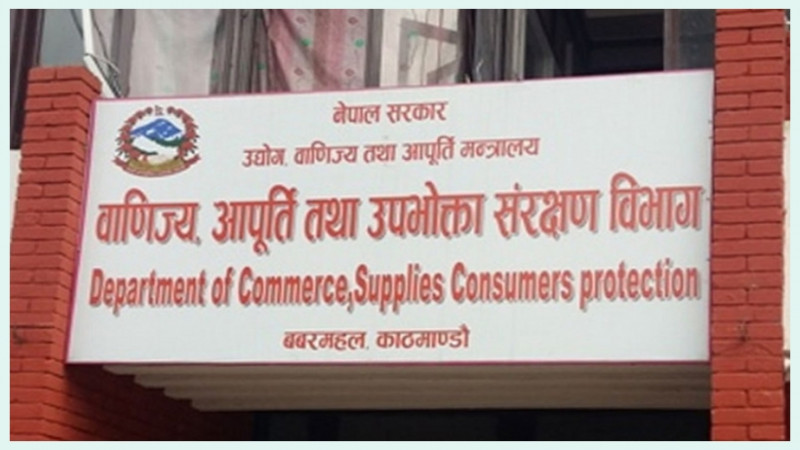 नेपाल सरकार
उद्योग, वाणिज्य तथा आपूर्ति मन्त्रालय
वाणिज्य, आपूर्ति तथा उपभोक्ता संरक्षण विभाग
Department of Commerce,Supplies Consumers protection
बबरमहल, काठमाण्डौ